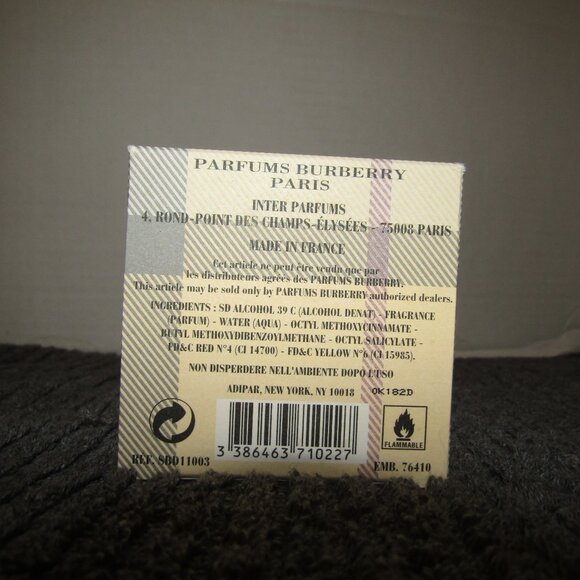 PARFUMS BURBERRY
PARIS
INTER PARFUMS
4, ROND-POINT DES CHAMPS-ÉLYSÉES - 75008 PARIS
MADE IN FRANCE
Cet article ne peut être vendu que par
les distributeurs agréés des PARFUMS BURBERRY.
This article may be sold only by PARFUMS BURBERRY authorized dealers.
INGREDIENTS : SD ALCOHOL 39 C (ALCOHOL DENAT) - FRAGRANCE
(PARFUM) - WATER (AQUA) - OCTYL METHOXYCINNAMATE -
BUTYL METHOXYDIBENZOYLMETHANE - OCTYL SALICYLATE -
FD&C RED N°4 (CI 14700) - FD&C YELLOW N°6 (CI 15985).
NON DISPERDERE NELL'AMBIENTE DOPO L'USO
ADIPAR, NEW YORK, NY 10018 0K182D
FLAMMABLE
3 386463 710227
REF. SBD11003
EMB. 76410